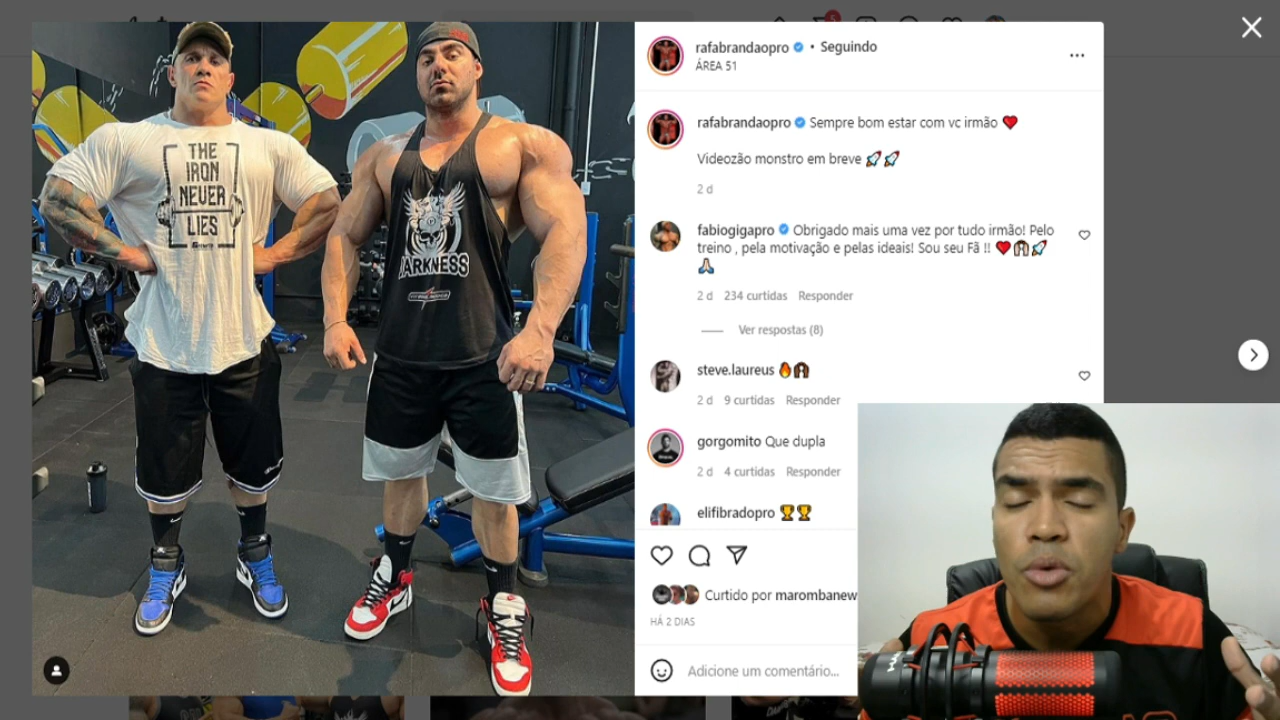 THE
IRON
NEVER
LIES
DARKNESS
rafabrandaopro • Seguindo
ÁREA 51
rafabrandaopro Sempre bom estar com vc irmão ❤️
Videozão monstro em breve 🚀🚀
2 d
fabiogigapro Obrigado mais uma vez por tudo irmão! Pelo
treino , pela motivação e pelas ideais! Sou seu Fã !! ❤️🦍🚀
🙏🏻
2 d 234 curtidas Responder
Ver respostas (8)
steve.laureus 🔥🦍
2 d 9 curtidas Responder
gorgomito Que dupla
2 d 4 curtidas Responder
elifibradopro 🏆🏆
Curtido por marombanew
HÁ 2 DIAS
Adicione um comentário...